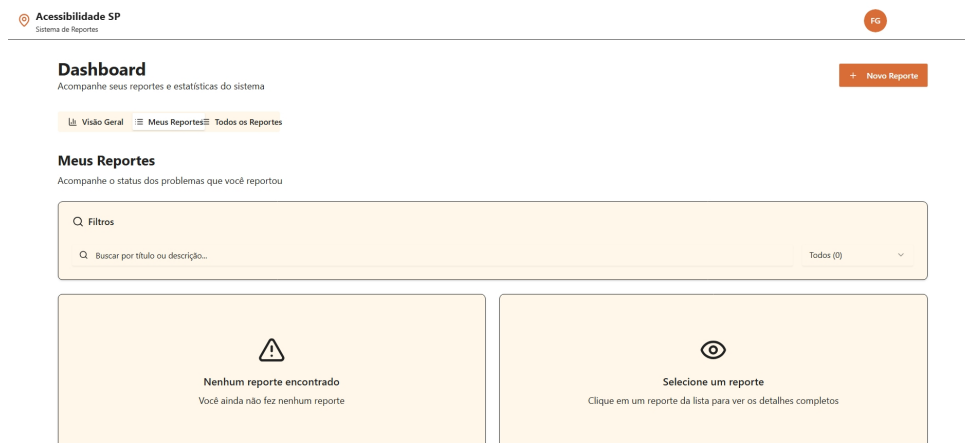 Acessibilidade SP
Sistema de Reportes
FG
Dashboard
Acompanhe seus reportes e estatísticas do sistema
+ Novo Reporte
Visão Geral
Meus Reportes
Todos os Reportes
Meus Reportes
Acompanhe o status dos problemas que você reportou
Filtros
Buscar por título ou descrição...
Todos (0)
Nenhum reporte encontrado
Você ainda não fez nenhum reporte
Selecione um reporte
Clique em um reporte da lista para ver os detalhes completos